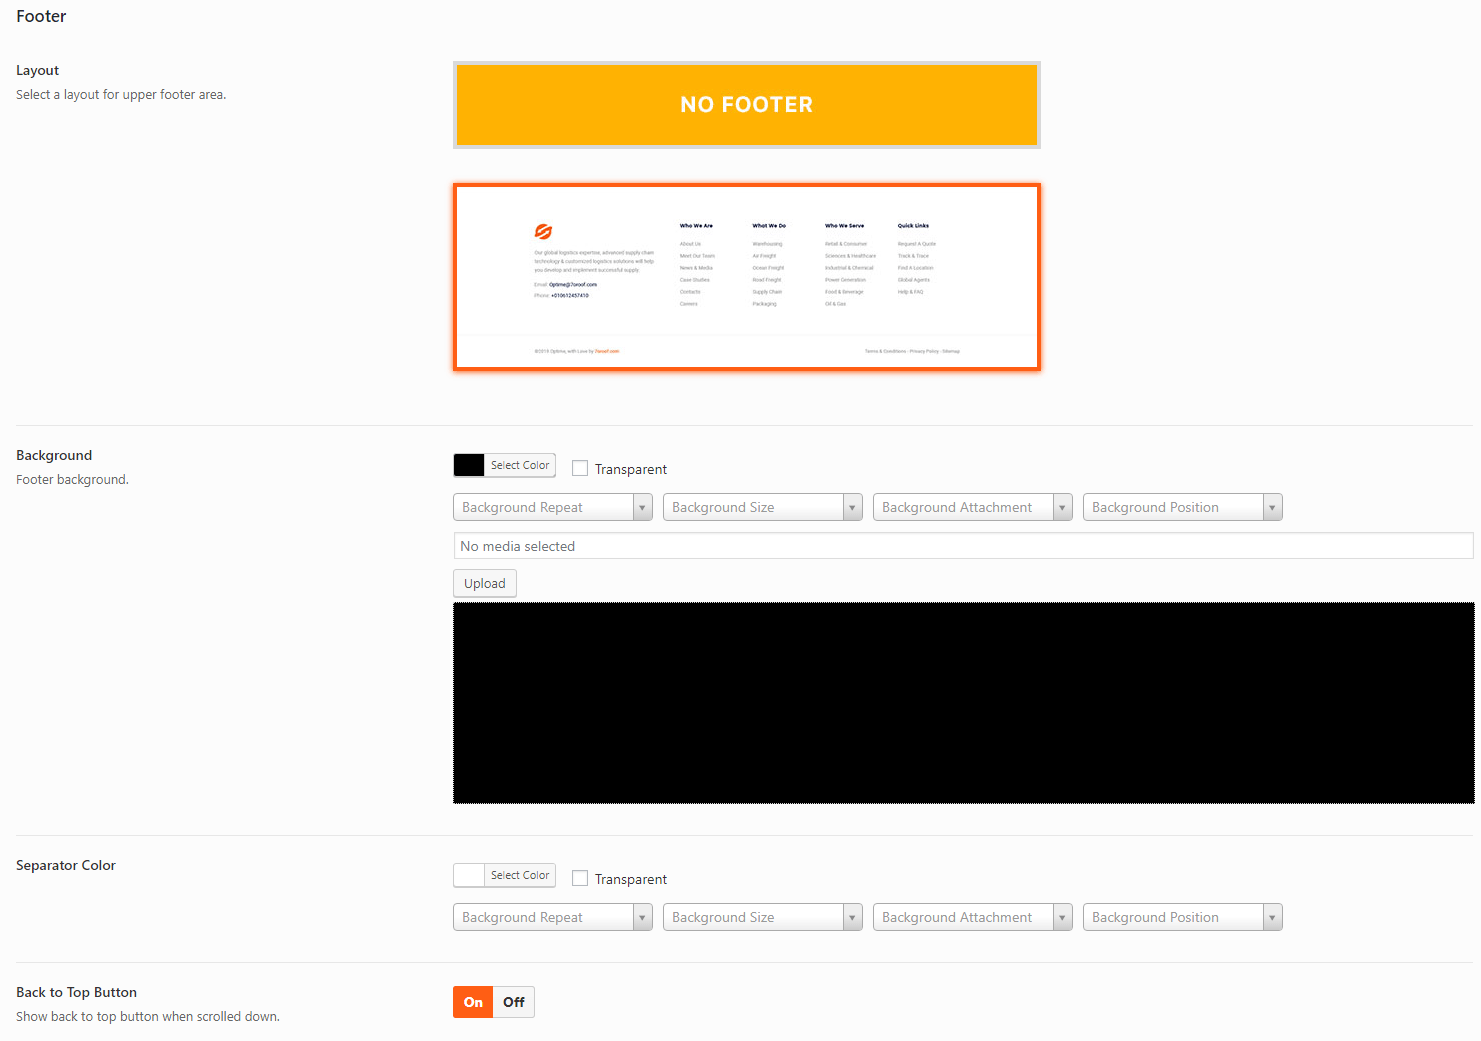 Footer
Layout
Select a layout for upper footer area.
NO FOOTER
Who We Are
What We Do
Who We Serve
Quick Links
Our global logistics expertise, advanced supply chain
technology & customized logistics solutions will help
you develop and implement successful supply.
Email: Optime@7oroof.com
Phone: +010612457410
About Us
Meet Our Team
News & Media
Case Studies
Contacts
Careers
Warehousing
Air Freight
Ocean Freight
Road Freight
Supply Chain
Packaging
Retail & Consumer
Sciences & Healthcare
Industrial & Chemical
Power Generation
Food & Beverage
Oil & Gas
Request A Quote
Track & Trace
Find A Location
Global Agents
Help & FAQ
©2019 Optime, with Love by 7oroof.com
Terms & Conditions - Privacy Policy - Sitemap
Background
Footer background.
Select Color
Transparent
Background Repeat
Background Size
Background Attachment
Background Position
No media selected
Upload
Separator Color
Select Color
Transparent
Background Repeat
Background Size
Background Attachment
Background Position
Back to Top Button
Show back to top button when scrolled down.
On Off